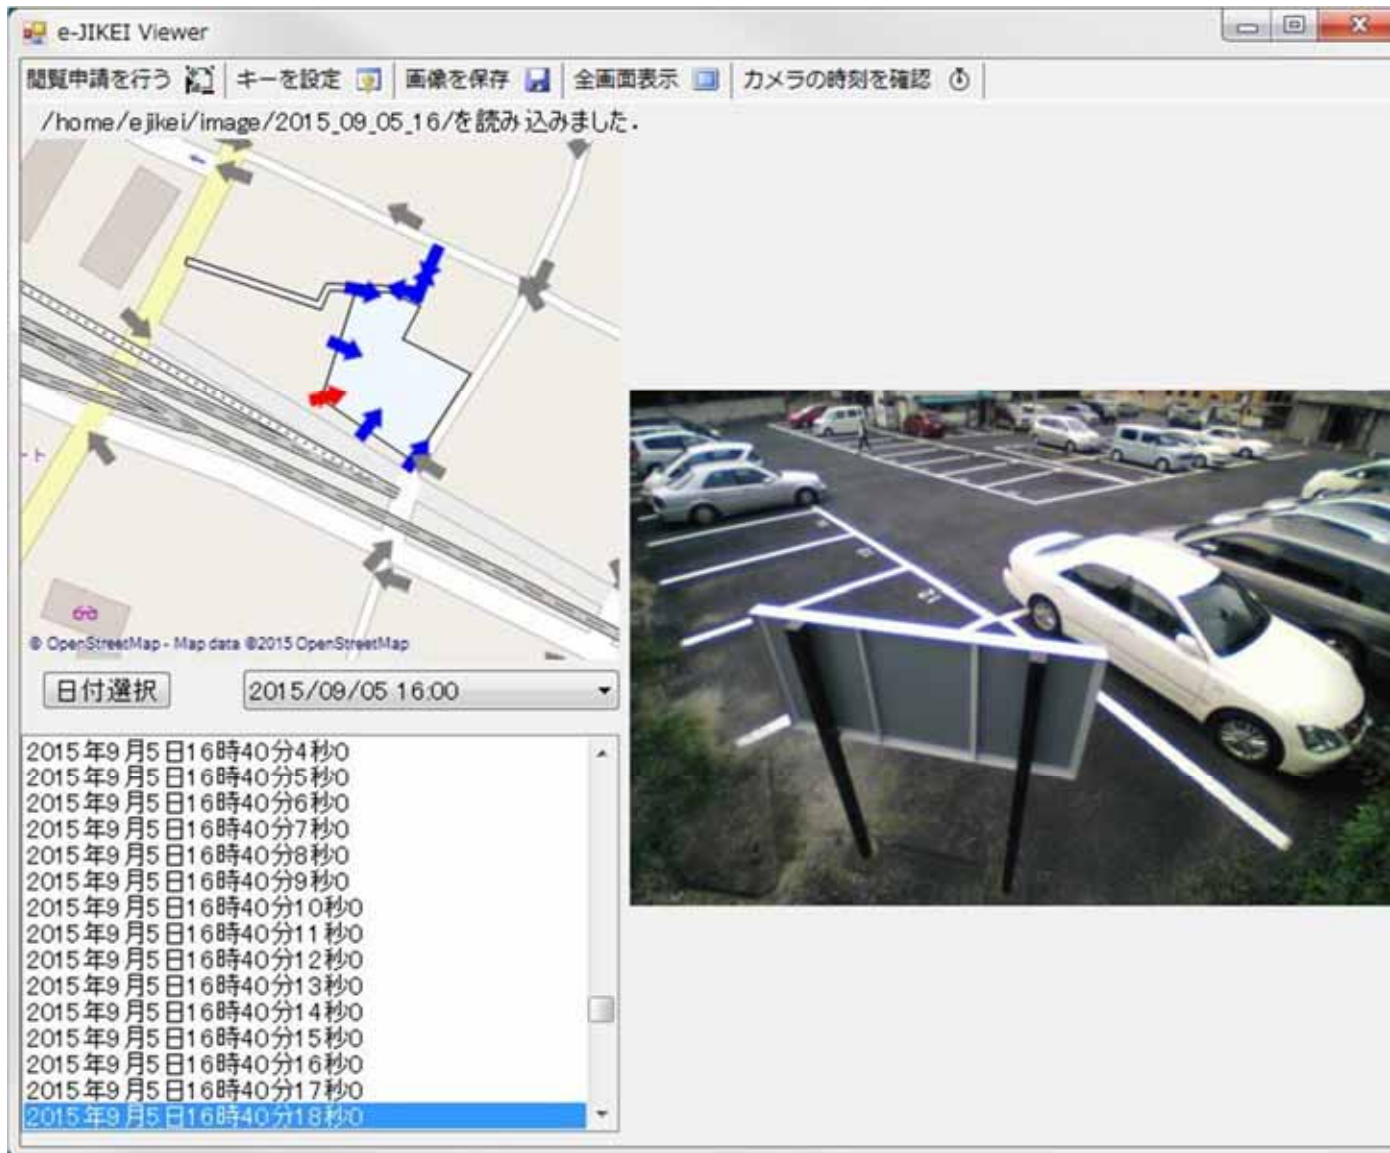 e-JIKEI Viewer
閲覧申請を行う キーを設定 画像を保存 全画面表示 カメラの時刻を確認
/home/ejikei/image/2015_09_05_16/を読み込みました.
ート
© OpenStreetMap - Map data ©2015 OpenStreetMap
日付選択 2015/09/05 16:00
2015年9月5日16時40分4秒0
2015年9月5日16時40分5秒0
2015年9月5日16時40分6秒0
2015年9月5日16時40分7秒0
2015年9月5日16時40分8秒0
2015年9月5日16時40分9秒0
2015年9月5日16時40分10秒0
2015年9月5日16時40分11秒0
2015年9月5日16時40分12秒0
2015年9月5日16時40分13秒0
2015年9月5日16時40分14秒0
2015年9月5日16時40分15秒0
2015年9月5日16時40分16秒0
2015年9月5日16時40分17秒0
2015年9月5日16時40分18秒0